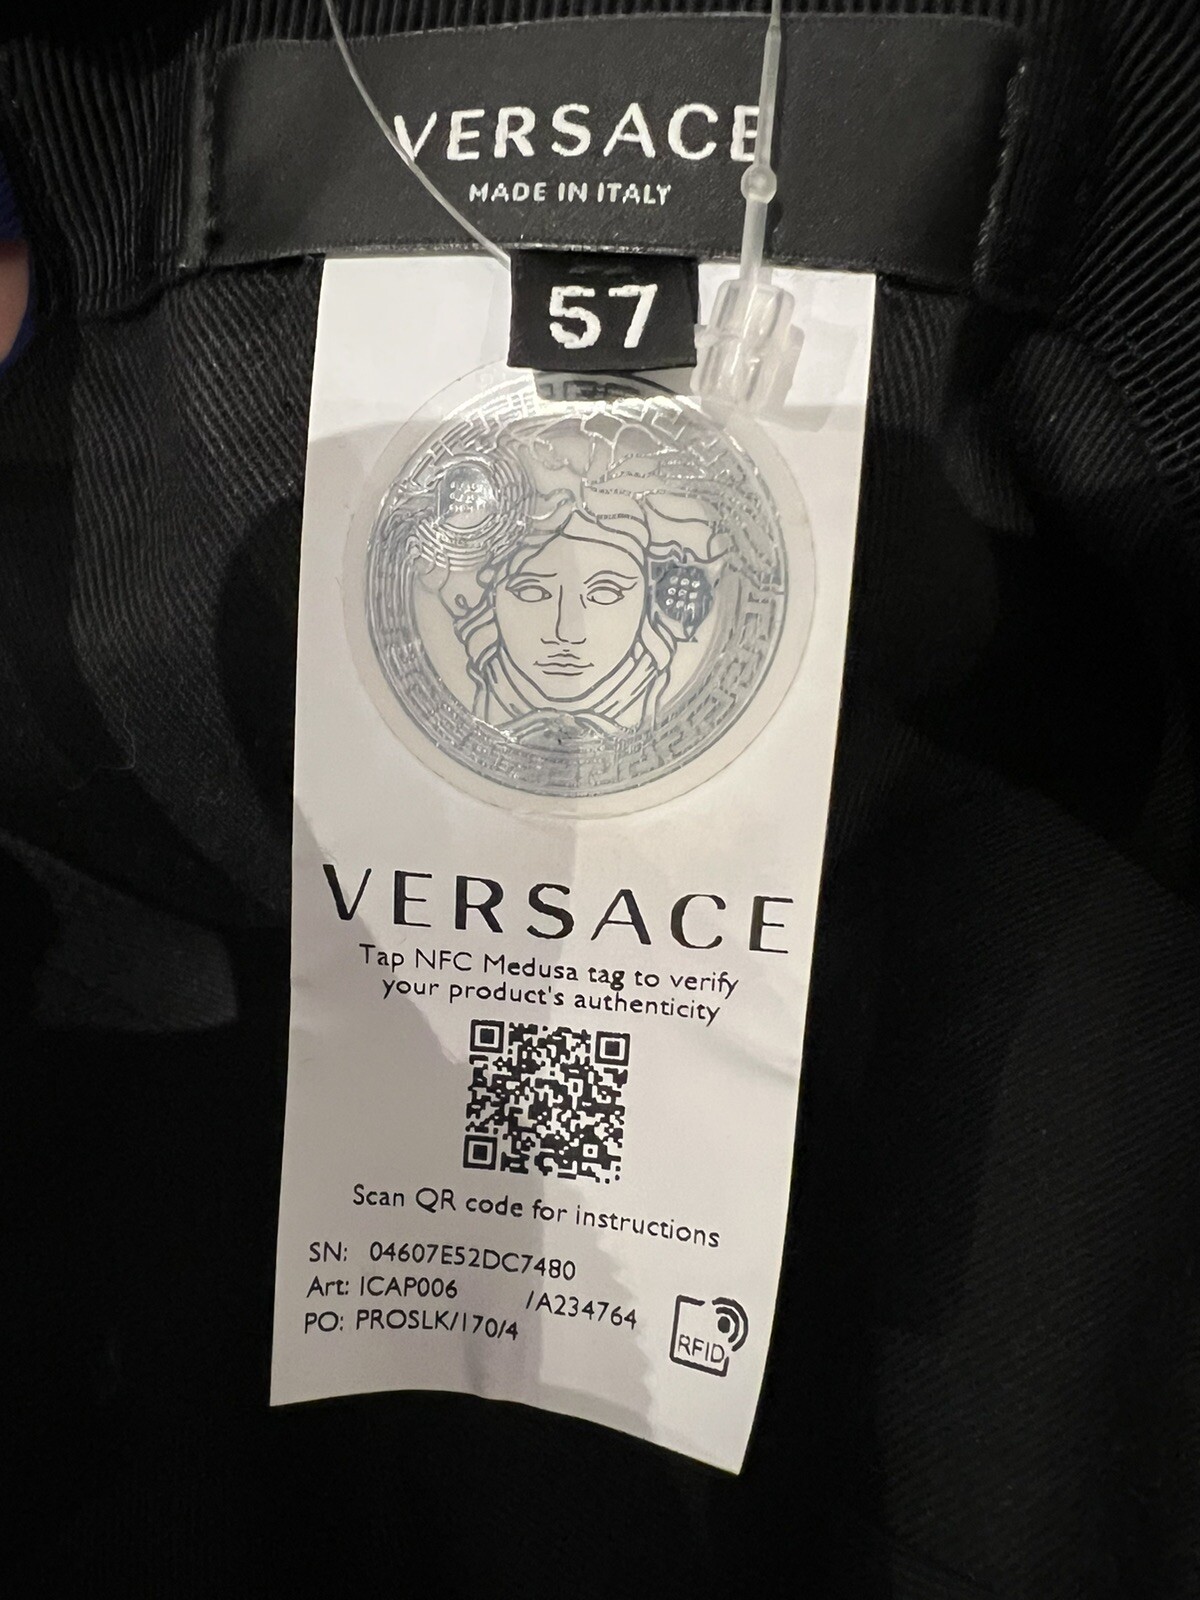 VERSACE
MADE IN ITALY
57
VERSACE
Tap NFC Medusa tag to verify
your product's authenticity
Scan QR code for instructions
SN: 04607E52DC7480
Art: ICAP006 /A234764
PO: PROSLK/170/4
RFID